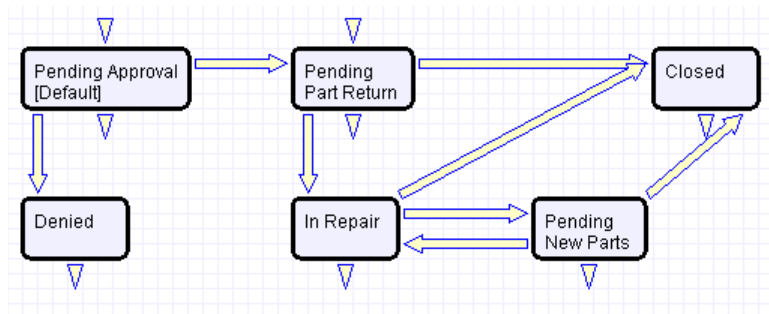 Pending Approval
[Default]
Pending
Part Return
Closed
Denied
In Repair
Pending
New Parts